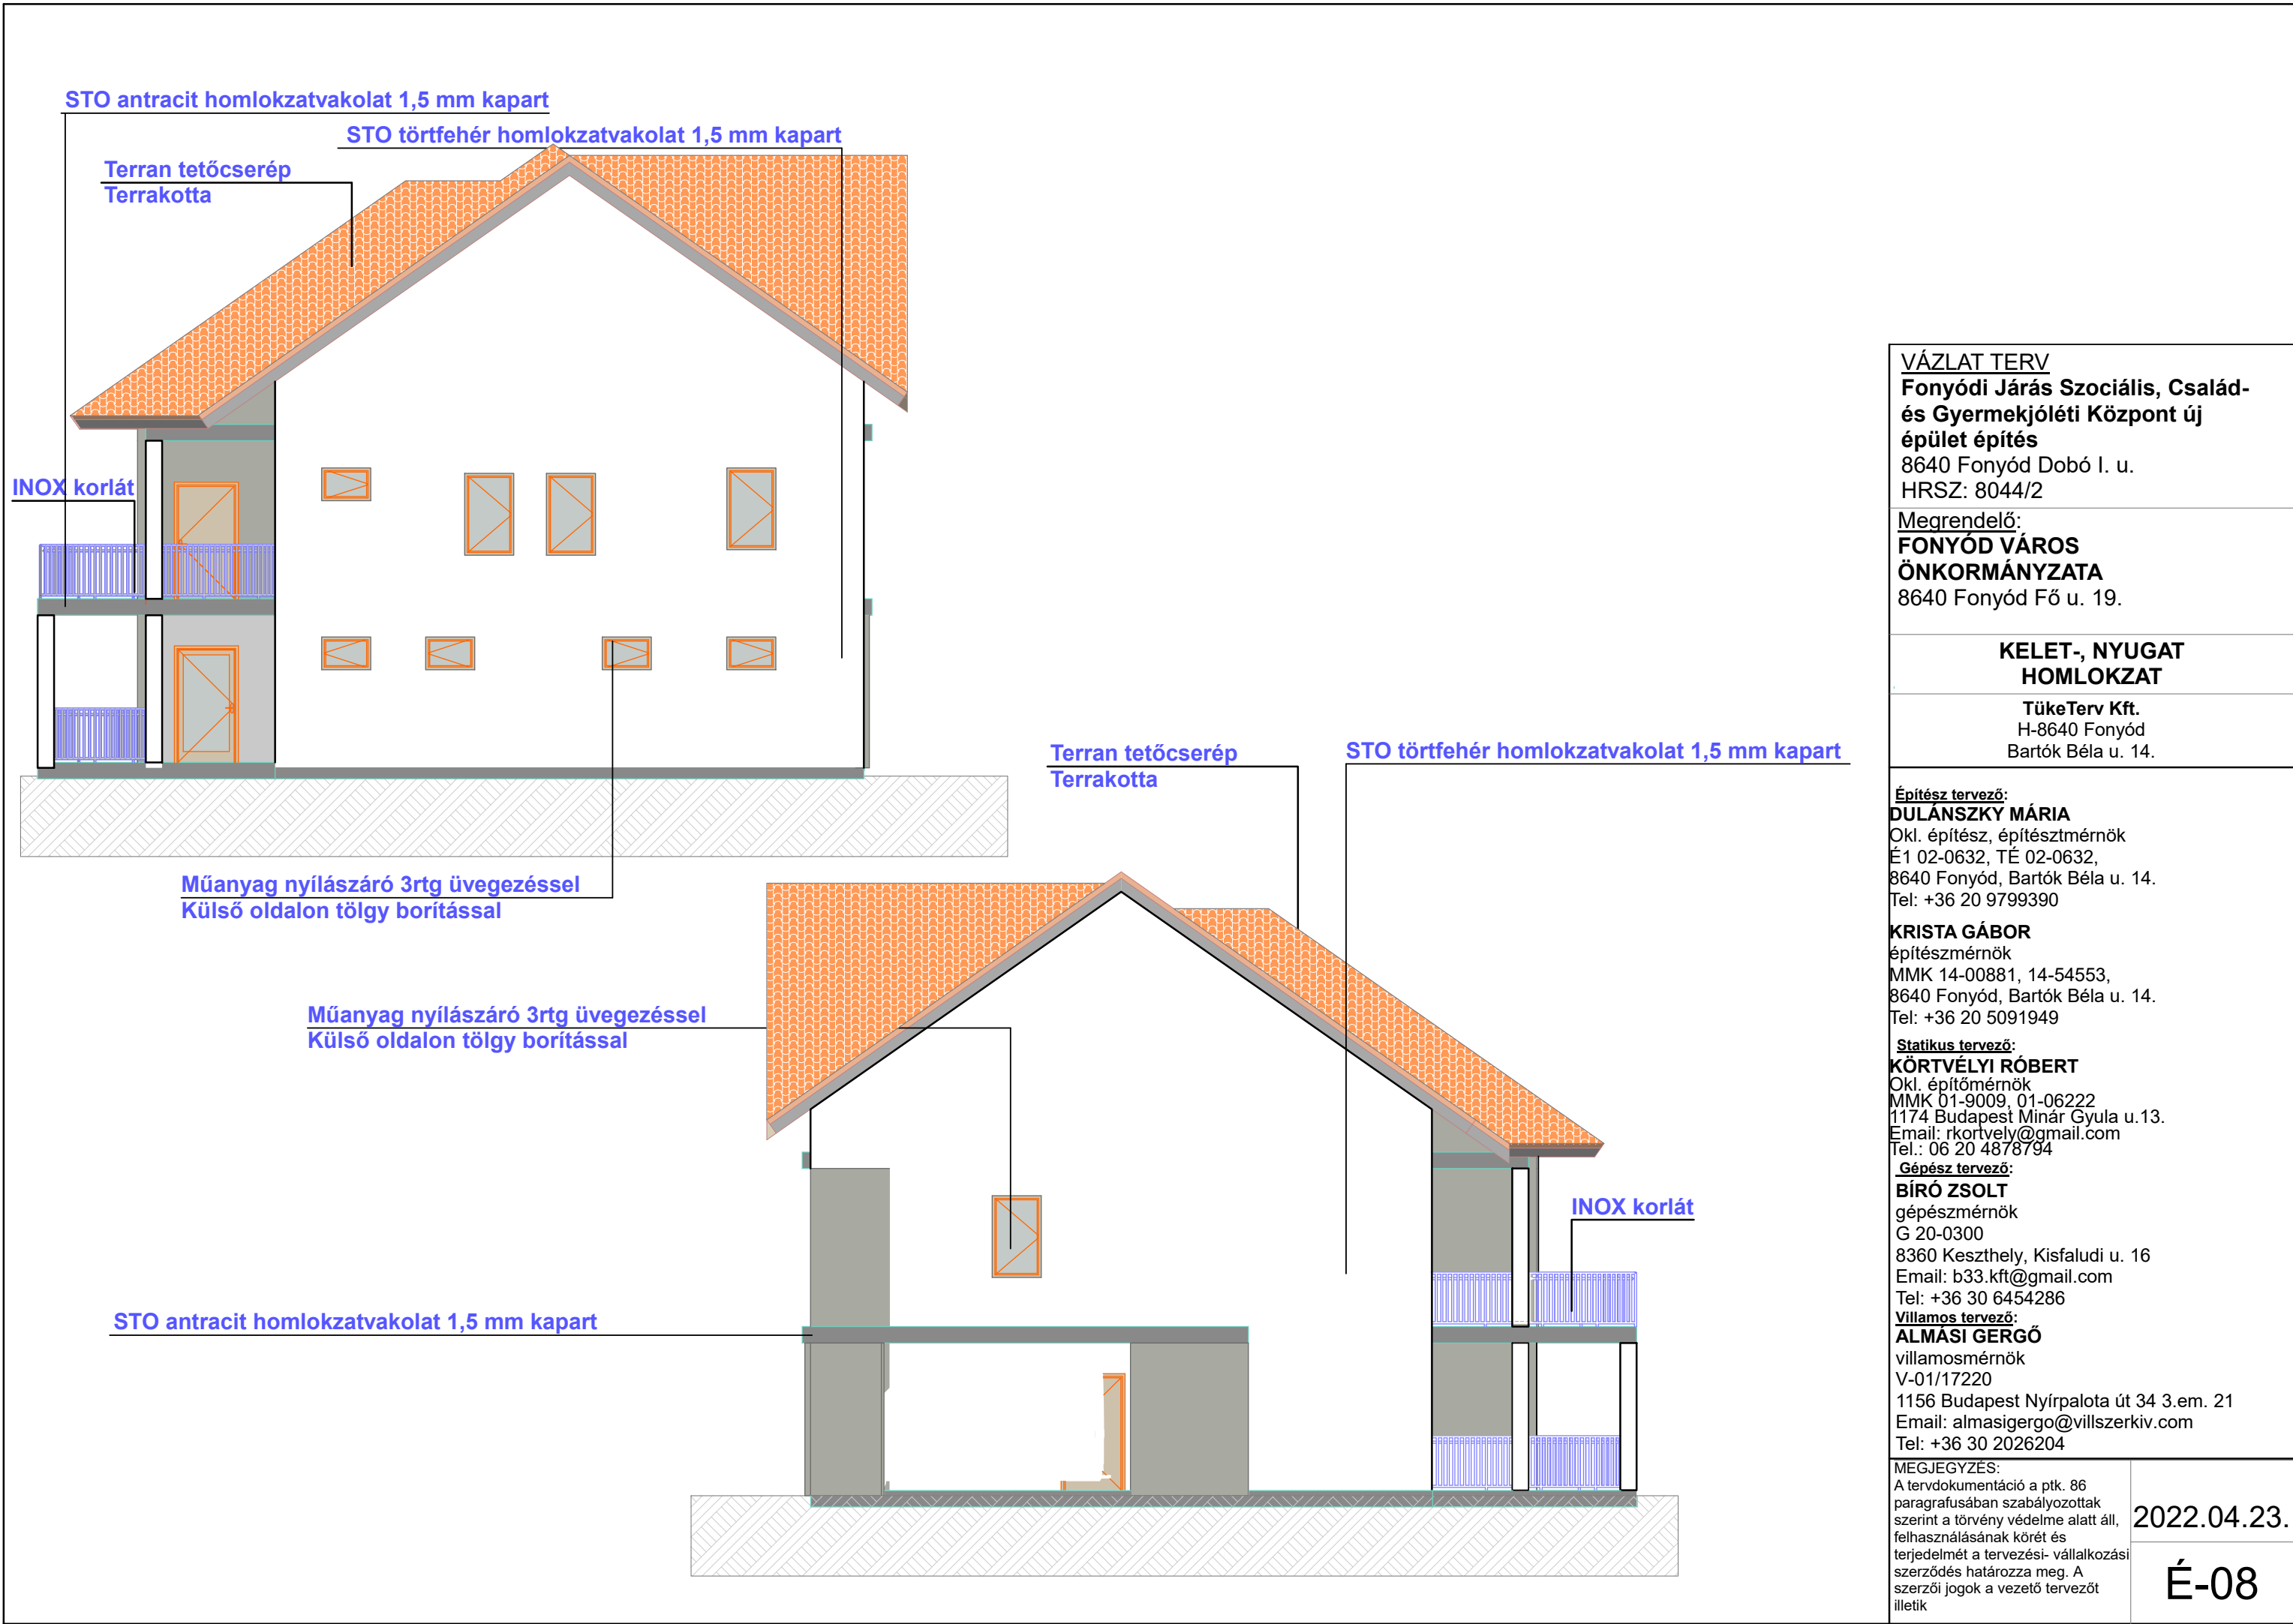 STO antracit homlokzatvakolat 1,5 mm kapart
STO törtfehér homlokzatvakolat 1,5 mm kapart
Terran tetőcserép
Terrakotta
INOX korlát
Műanyag nyílászáró 3rtg üvegezéssel
Külső oldalon tölgy borítással
Terran tetőcserép
Terrakotta
STO törtfehér homlokzatvakolat 1,5 mm kapart
Műanyag nyílászáró 3rtg üvegezéssel
Külső oldalon tölgy borítással
INOX korlát
STO antracit homlokzatvakolat 1,5 mm kapart
VÁZLAT TERV
Fonyódi Járás Szociális, Család-
és Gyermekjóléti Központ új
épület építés
8640 Fonyód Dobó I. u.
HRSZ: 8044/2
Megrendelő:
FONYÓD VÁROS
ÖNKORMÁNYZATA
8640 Fonyód Fő u. 19.
KELET-, NYUGAT
HOMLOKZAT
TükeTerv Kft.
H-8640 Fonyód
Bartók Béla u. 14.
Építész tervező:
DULÁNSZKY MÁRIA
Okl. építész, építésztmérnök
É1 02-0632, TÉ 02-0632,
8640 Fonyód, Bartók Béla u. 14.
Tel: +36 20 9799390
KRISTA GÁBOR
építészmérnök
MMK 14-00881, 14-54553,
8640 Fonyód, Bartók Béla u. 14.
Tel: +36 20 5091949
Statikus tervező:
KÖRTVÉLYI RÓBERT
Okl. építőmérnök
MMK 01-9009, 01-06222
1174 Budapest Minár Gyula u.13.
Email: rkortvely@gmail.com
Tel.: 06 20 4878794
Gépész tervező:
BÍRÓ ZSOLT
gépészmérnök
G 20-0300
8360 Keszthely, Kisfaludi u. 16
Email: b33.kft@gmail.com
Tel: +36 30 6454286
Villamos tervező:
ALMÁSI GERGŐ
villamosmérnök
V-01/17220
1156 Budapest Nyírpalota út 34 3.em. 21
Email: almasigergo@villszerkiv.com
Tel: +36 30 2026204
MEGJEGYZÉS:
A tervdokumentáció a ptk. 86
paragrafusában szabályozottak
szerint a törvény védelme alatt áll,
felhasználásának körét és
terjedelmét a tervezési- vállalkozási
szerződés határozza meg. A
szerzői jogok a vezető tervezőt
illetik
2022.04.23.
É-08